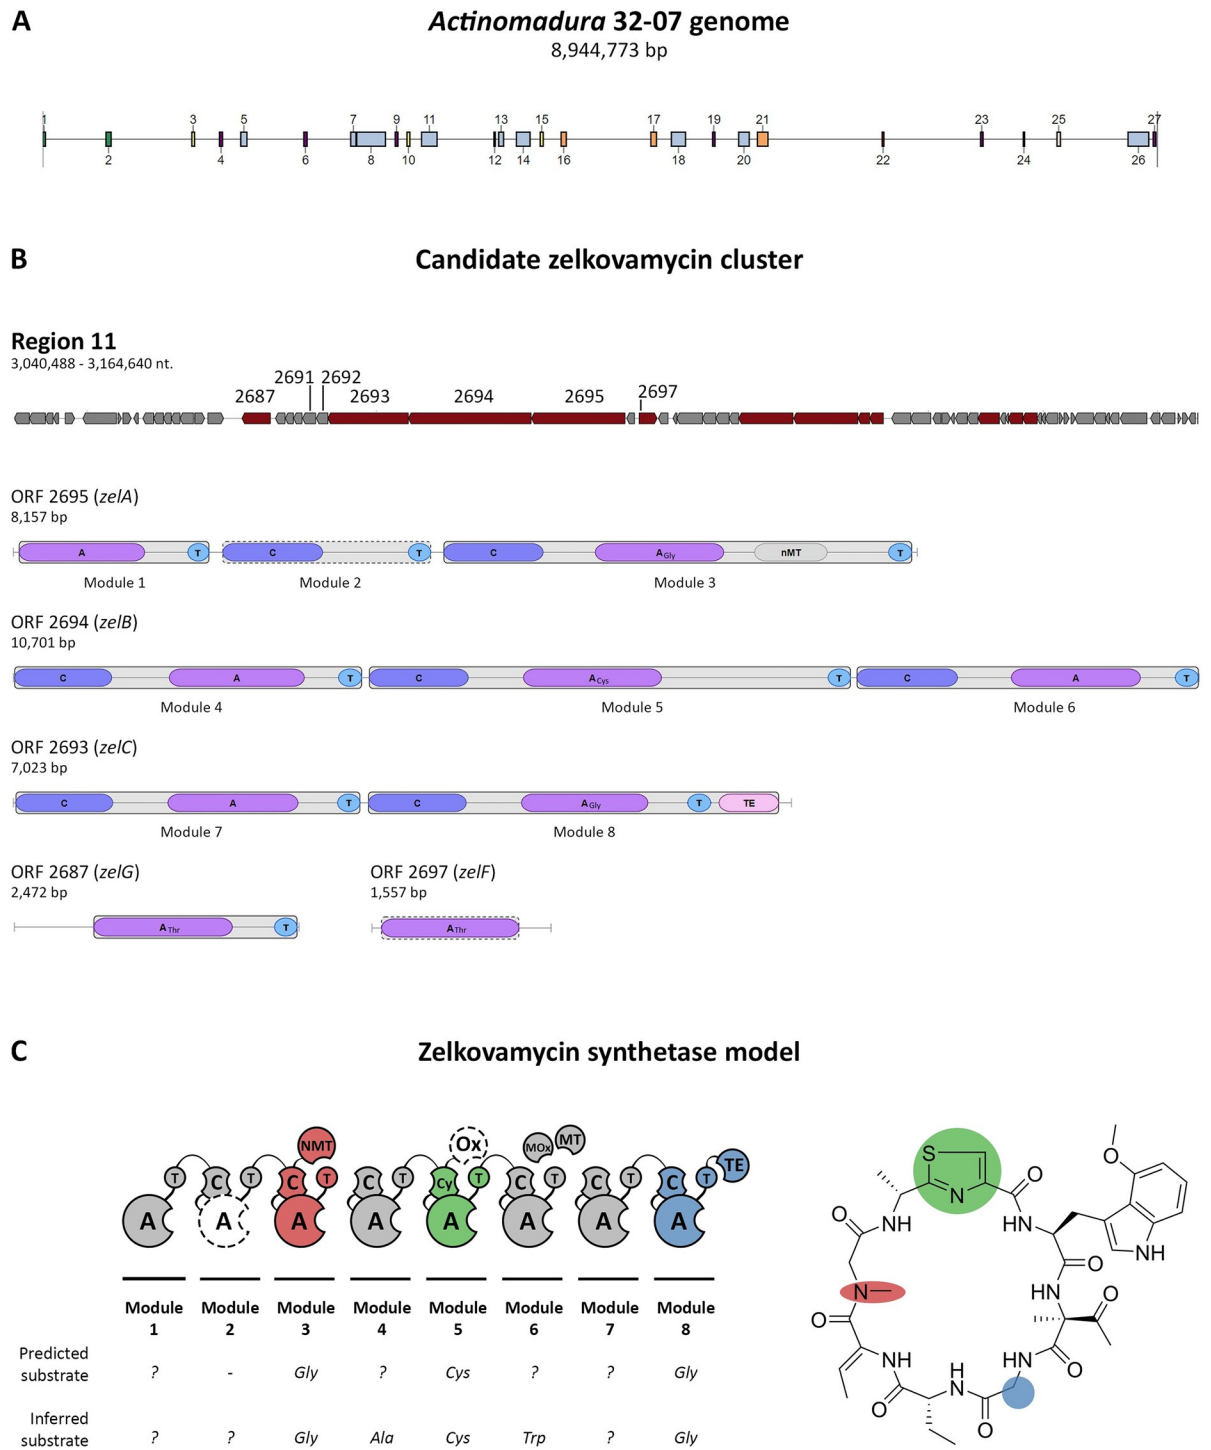 A
Actinomadura 32-07 genome
8,944,773 bp
1 3 5 7 9 11 13 15 17 19 21 23 25 27
2 4 6 8 10 12 14 16 18 20 22 24 26
B
Candidate zelkovamycin cluster
Region 11
3,040,488 - 3,164,640 nt.
2691 2692
2687 2693 2694 2695 2697
ORF 2695 (zelA)
8,157 bp
A T C T C AGly nMT T
Module 1 Module 2 Module 3
ORF 2694 (zelB)
10,701 bp
C A T C ACys T C A T
Module 4 Module 5 Module 6
ORF 2693 (zelC)
7,023 bp
C A T C AGly T TE
Module 7 Module 8
ORF 2687 (zelG) ORF 2697 (zelF)
2,472 bp 1,557 bp
AThr T AThr
C
Zelkovamycin synthetase model
NMT Ox MOx MT TE
T C T C T C T Cy T C T C T C T
A A A A A A A A
Module Module Module Module Module Module Module Module
1 2 3 4 5 6 7 8
Predicted
substrate ? - Gly ? Cys ? ? Gly
Inferred
substrate ? ? Gly Ala Cys Trp ? Gly
O
S
N O
O NH HN NH
O
N HN O
O
NH HN O
H
O N
O